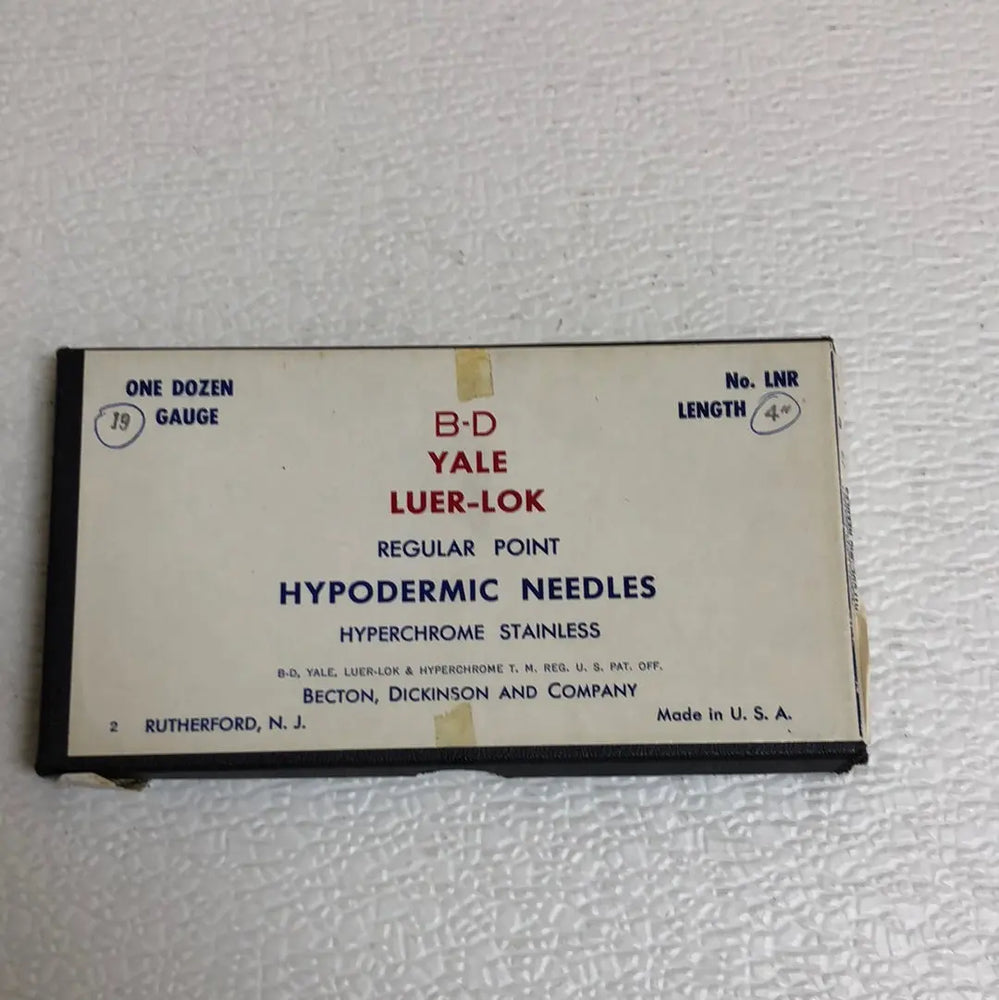 ONE DOZEN
19 GAUGE
No. LNR
LENGTH 4"
B-D
YALE
LUER-LOK
REGULAR POINT
HYPODERMIC NEEDLES
HYPERCHROME STAINLESS
B-D, YALE, LUER-LOK & HYPERCHROME T. M. REG. U. S. PAT. OFF.
BECTON, DICKINSON AND COMPANY
2 RUTHERFORD, N. J.
Made in U. S. A.